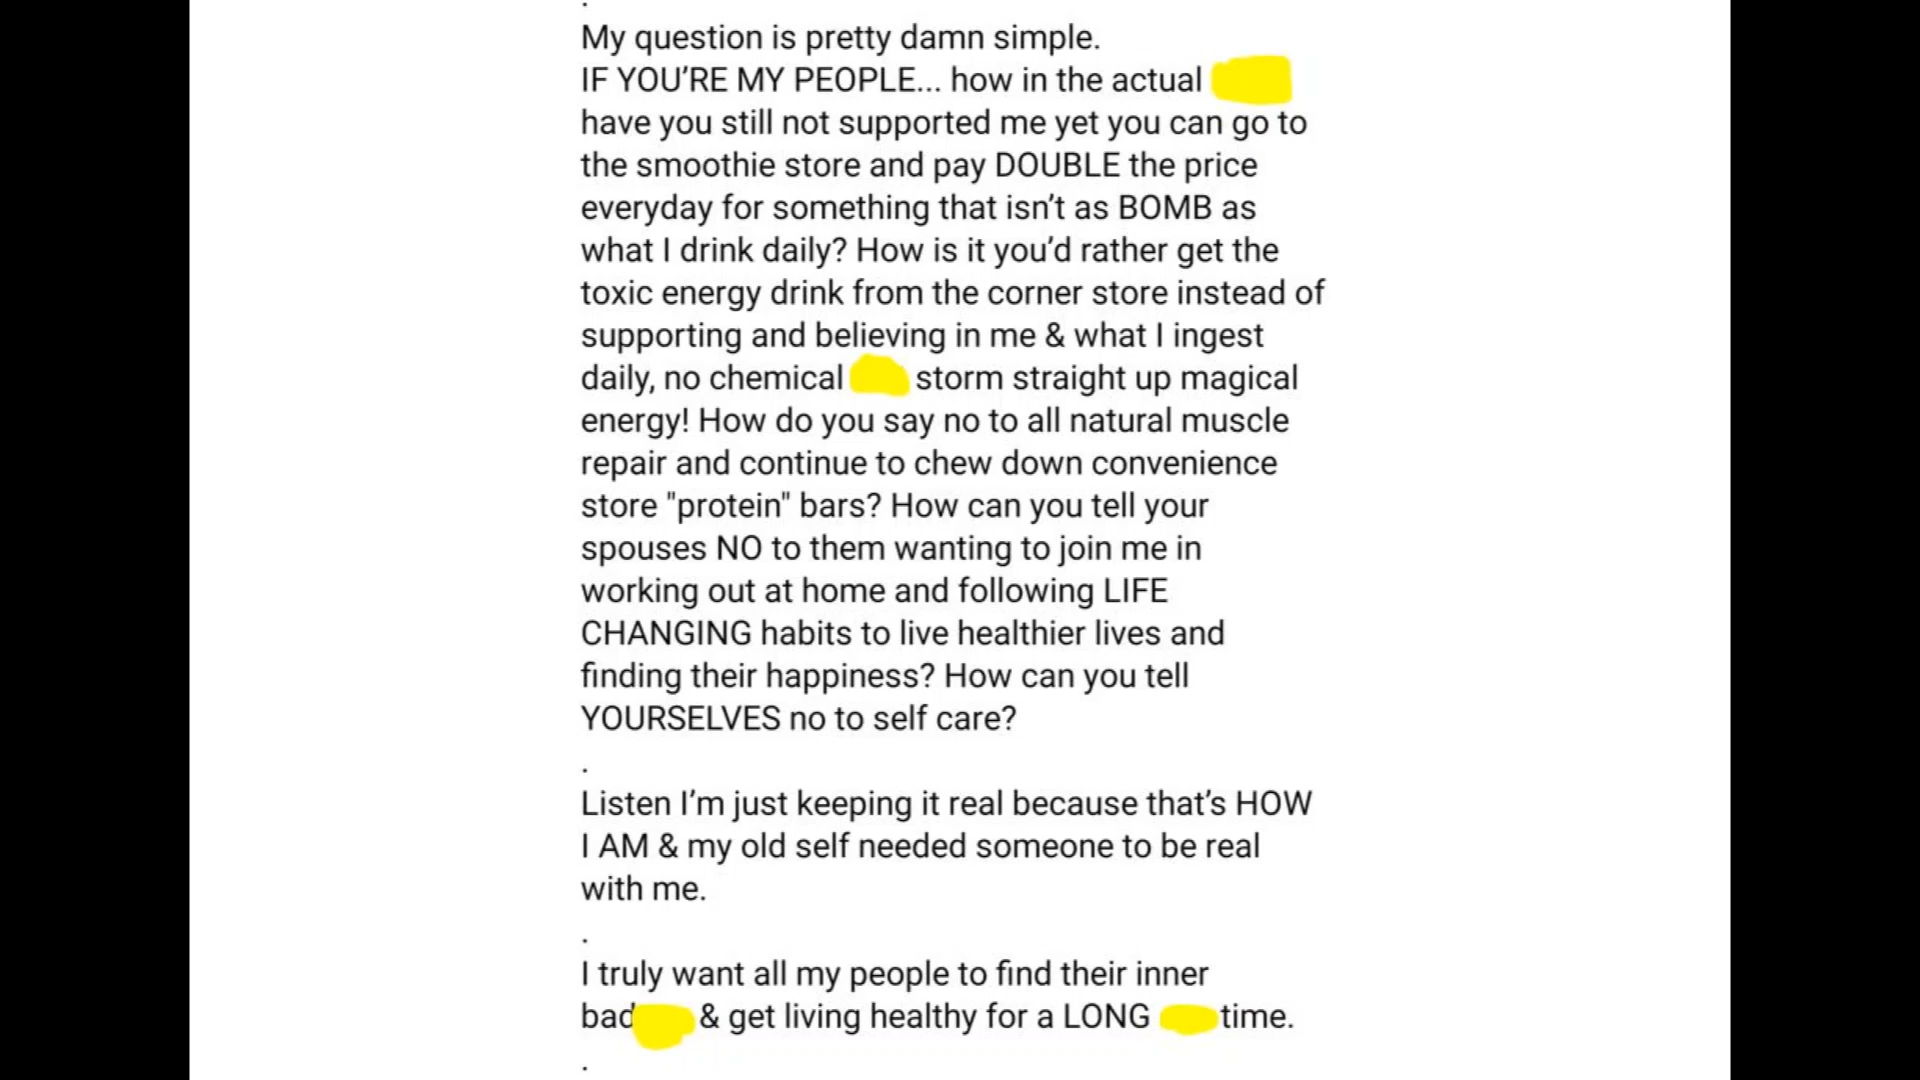 .
My question is pretty damn simple.
IF YOU’RE MY PEOPLE... how in the actual
have you still not supported me yet you can go to
the smoothie store and pay DOUBLE the price
everyday for something that isn’t as BOMB as
what I drink daily? How is it you’d rather get the
toxic energy drink from the corner store instead of
supporting and believing in me & what I ingest
daily, no chemical storm straight up magical
energy! How do you say no to all natural muscle
repair and continue to chew down convenience
store "protein" bars? How can you tell your
spouses NO to them wanting to join me in
working out at home and following LIFE
CHANGING habits to live healthier lives and
finding their happiness? How can you tell
YOURSELVES no to self care?
.
Listen I’m just keeping it real because that’s HOW
I AM & my old self needed someone to be real
with me.
.
I truly want all my people to find their inner
bad & get living healthy for a LONG time.
.